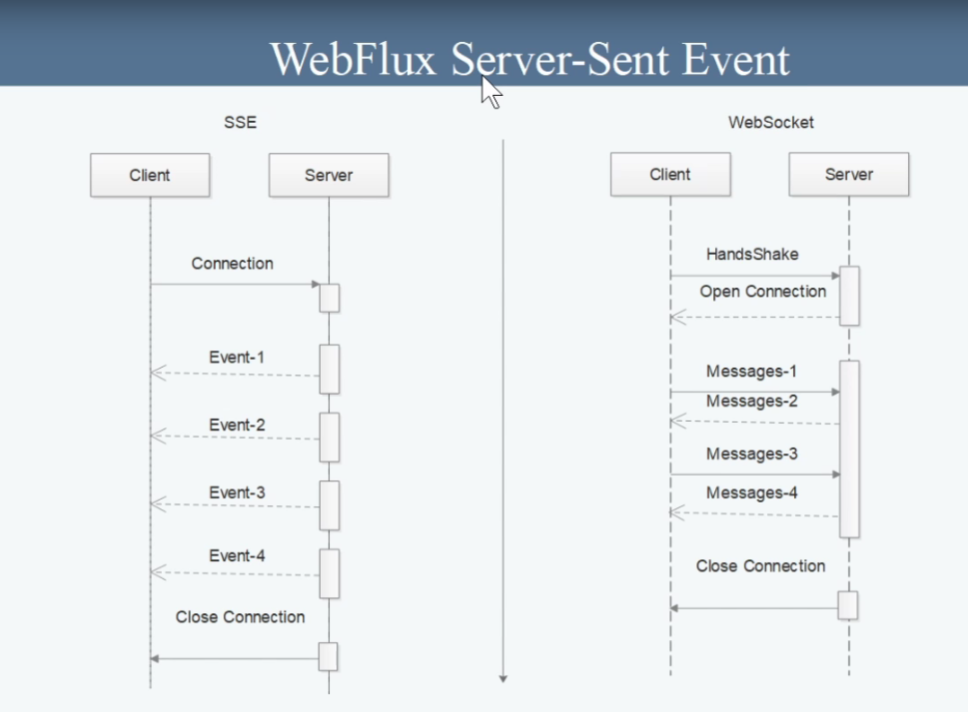 WebFlux Server-Sent Event
SSE
Client
Server
Connection
Event-1
Event-2
Event-3
Event-4
Close Connection
WebSocket
Client
Server
HandsShake
Open Connection
Messages-1
Messages-2
Messages-3
Messages-4
Close Connection